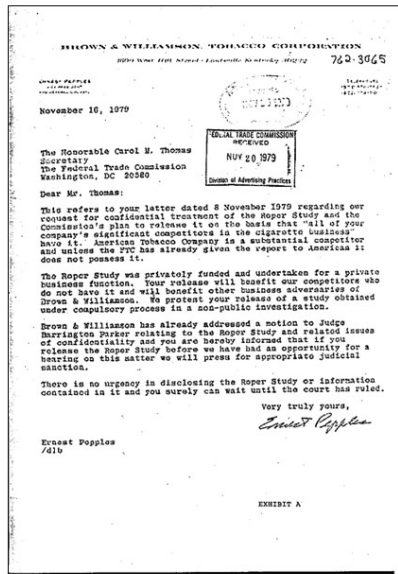 BROWN & WILLIAMSON TOBACCO CORPORATION
1600 West Hill Street · Louisville Kentucky 40232
762-3065
ERNEST PEPPLES
November 16, 1979
FEDERAL TRADE COMMISSION
RECEIVED
NOV 20 1979
Division of Advertising Practices
The Honorable Carol M. Thomas
Secretary
The Federal Trade Commission
Washington, DC 20580
Dear Mr. Thomas:
This refers to your letter dated 8 November 1979 regarding our
request for confidential treatment of the Roper Study and the
Commission's plan to release it on the basis that "all of your
company's significant competitors in the cigarette business"
have it. American Tobacco Company is a substantial competitor
and unless the FTC has already given the report to American it
does not possess it.
The Roper Study was privately funded and undertaken for a private
business function. Your release will benefit our competitors who
do not have it and will benefit other business adversaries of
Brown & Williamson. We protest your release of a study obtained
under compulsory process in a non-public investigation.
Brown & Williamson has already addressed a motion to Judge
Barrington Parker relating to the Roper Study and related issues
of confidentiality and you are hereby informed that if you
release the Roper Study before we have had an opportunity for a
hearing on this matter we will press for appropriate judicial
sanction.
There is no urgency in disclosing the Roper Study or information
contained in it and you surely can wait until the court has ruled.
Very truly yours,
Ernest Pepples
Ernest Pepples
/dlb
EXHIBIT A